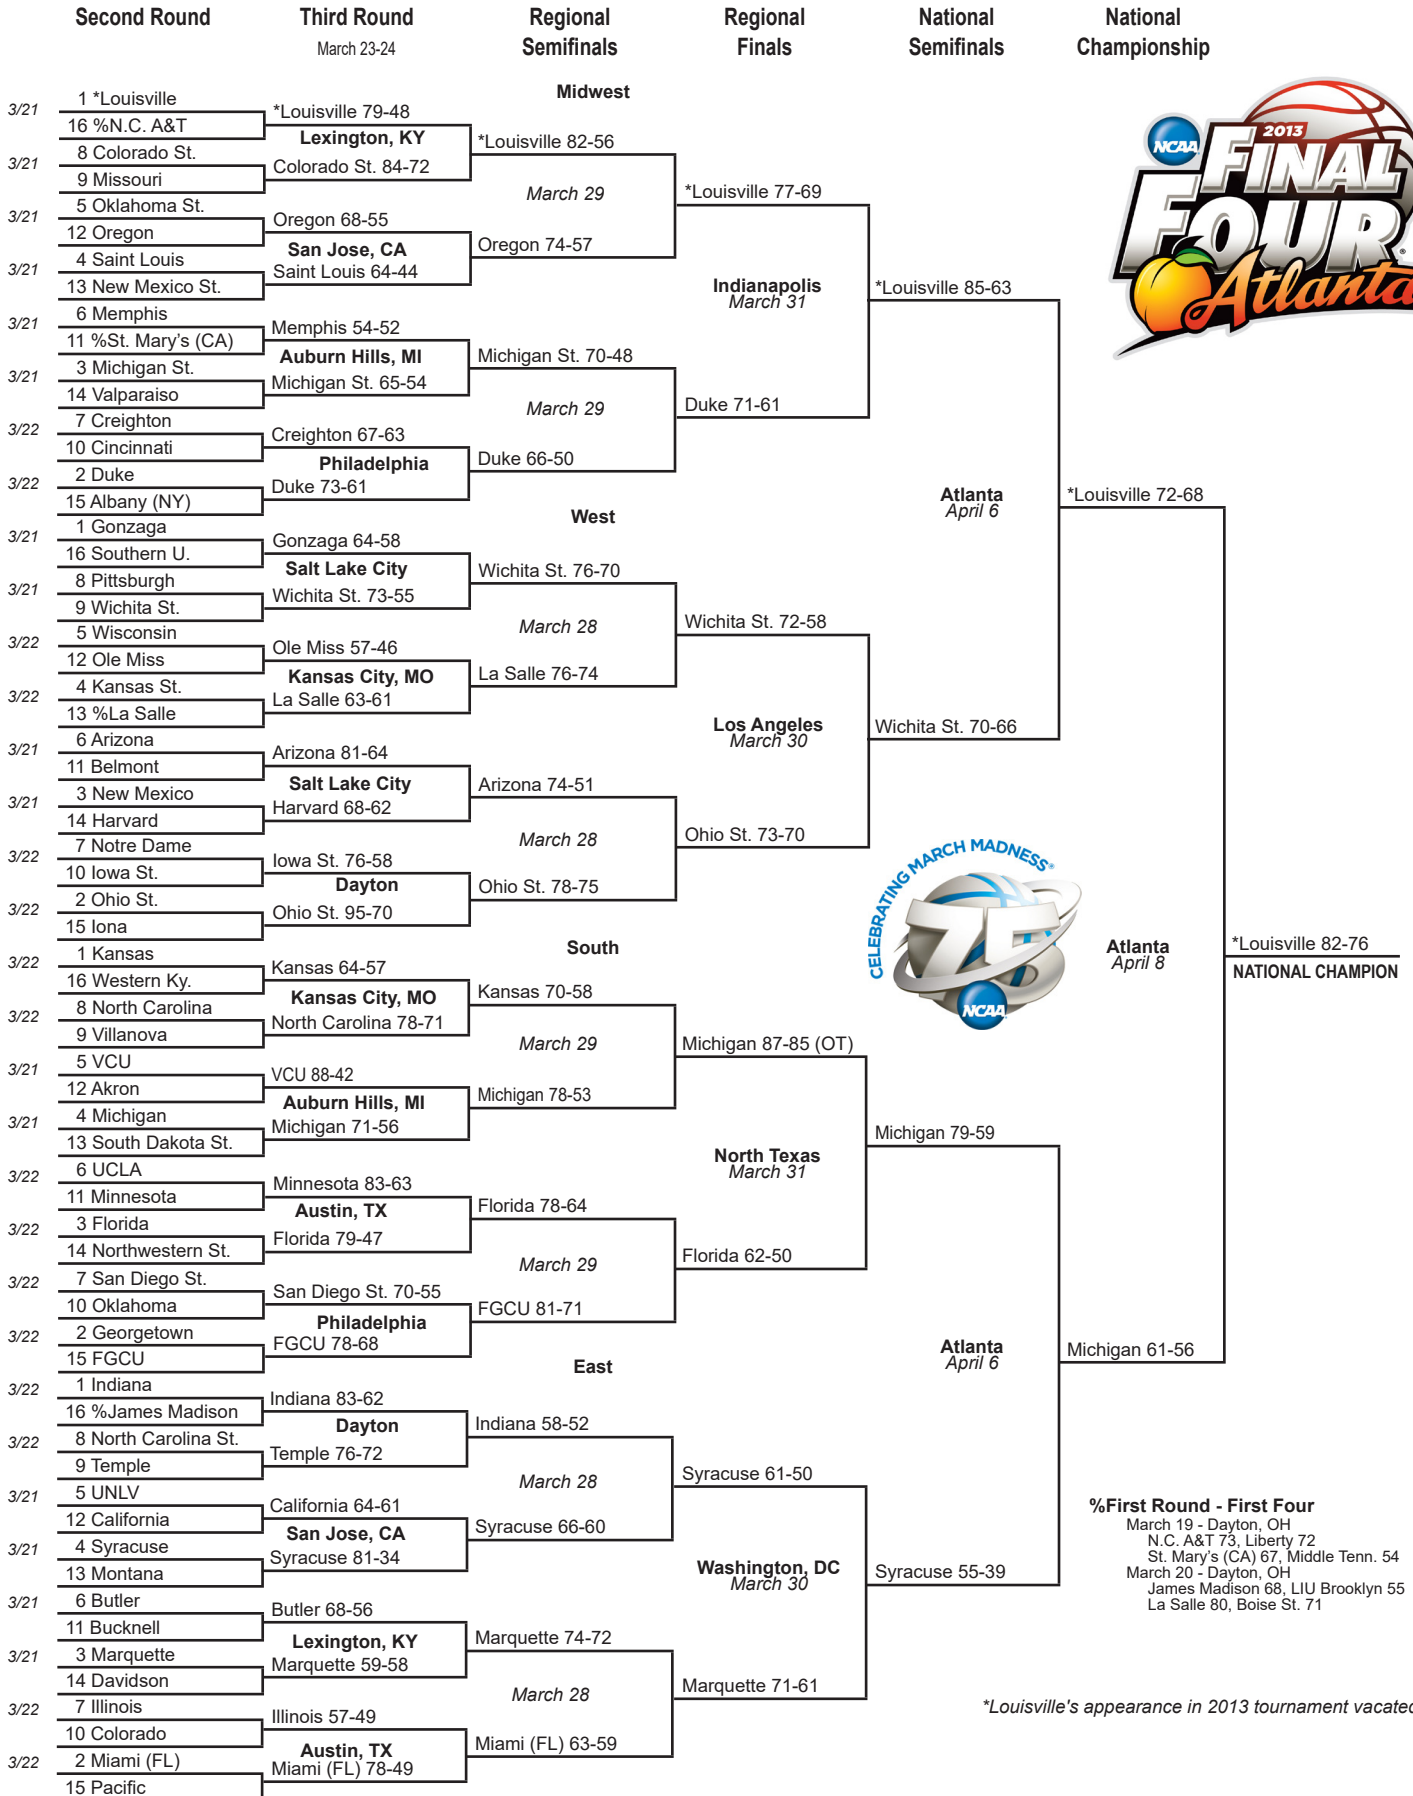 Second Round
Third Round
March 23-24
Regional
Semifinals
Regional
Finals
National
Semifinals
National
Championship
2013
NCAA
FINAL
FOUR
Atlanta
Midwest
3/21
1 *Louisville
16 %N.C. A&T
3/21
8 Colorado St.
9 Missouri
3/21
5 Oklahoma St.
12 Oregon
3/21
4 Saint Louis
13 New Mexico St.
3/21
6 Memphis
11 %St. Mary's (CA)
3/21
3 Michigan St.
14 Valparaiso
3/22
7 Creighton
10 Cincinnati
3/22
2 Duke
15 Albany (NY)
*Louisville 79-48
Lexington, KY
Colorado St. 84-72
Oregon 68-55
San Jose, CA
Saint Louis 64-44
Memphis 54-52
Auburn Hills, MI
Michigan St. 65-54
Creighton 67-63
Philadelphia
Duke 73-61
*Louisville 82-56
March 29
Oregon 74-57
Michigan St. 70-48
March 29
Duke 66-50
*Louisville 77-69
Indianapolis
March 31
Duke 71-61
*Louisville 85-63
West
3/21
1 Gonzaga
16 Southern U.
3/21
8 Pittsburgh
9 Wichita St.
3/22
5 Wisconsin
12 Ole Miss
3/22
4 Kansas St.
13 %La Salle
3/21
6 Arizona
11 Belmont
3/21
3 New Mexico
14 Harvard
3/22
7 Notre Dame
10 Iowa St.
3/22
2 Ohio St.
15 Iona
Gonzaga 64-58
Salt Lake City
Wichita St. 73-55
Ole Miss 57-46
Kansas City, MO
La Salle 63-61
Arizona 81-64
Salt Lake City
Harvard 68-62
Iowa St. 76-58
Dayton
Ohio St. 95-70
Wichita St. 76-70
March 28
La Salle 76-74
Arizona 74-51
March 28
Ohio St. 78-75
Wichita St. 72-58
Los Angeles
March 30
Ohio St. 73-70
Wichita St. 70-66
Atlanta
April 6
*Louisville 72-68
CELEBRATING MARCH MADNESS®
75
NCAA
Atlanta
April 8
*Louisville 82-76
NATIONAL CHAMPION
South
3/22
1 Kansas
16 Western Ky.
3/22
8 North Carolina
9 Villanova
3/21
5 VCU
12 Akron
3/21
4 Michigan
13 South Dakota St.
3/22
6 UCLA
11 Minnesota
3/22
3 Florida
14 Northwestern St.
3/22
7 San Diego St.
10 Oklahoma
3/22
2 Georgetown
15 FGCU
Kansas 64-57
Kansas City, MO
North Carolina 78-71
VCU 88-42
Auburn Hills, MI
Michigan 71-56
Minnesota 83-63
Austin, TX
Florida 79-47
San Diego St. 70-55
Philadelphia
FGCU 78-68
Kansas 70-58
March 29
Michigan 78-53
Florida 78-64
March 29
FGCU 81-71
Michigan 87-85 (OT)
North Texas
March 31
Florida 62-50
Michigan 79-59
East
3/22
1 Indiana
16 %James Madison
3/22
8 North Carolina St.
9 Temple
3/21
5 UNLV
12 California
3/21
4 Syracuse
13 Montana
3/21
6 Butler
11 Bucknell
3/21
3 Marquette
14 Davidson
3/22
7 Illinois
10 Colorado
3/22
2 Miami (FL)
15 Pacific
Indiana 83-62
Dayton
Temple 76-72
California 64-61
San Jose, CA
Syracuse 81-34
Butler 68-56
Lexington, KY
Marquette 59-58
Illinois 57-49
Austin, TX
Miami (FL) 78-49
Indiana 58-52
March 28
Syracuse 66-60
Marquette 74-72
March 28
Miami (FL) 63-59
Syracuse 61-50
Washington, DC
March 30
Marquette 71-61
Syracuse 55-39
Atlanta
April 6
Michigan 61-56
%First Round - First Four
March 19 - Dayton, OH
N.C. A&T 73, Liberty 72
St. Mary's (CA) 67, Middle Tenn. 54
March 20 - Dayton, OH
James Madison 68, LIU Brooklyn 55
La Salle 80, Boise St. 71
*Louisville's appearance in 2013 tournament vacated